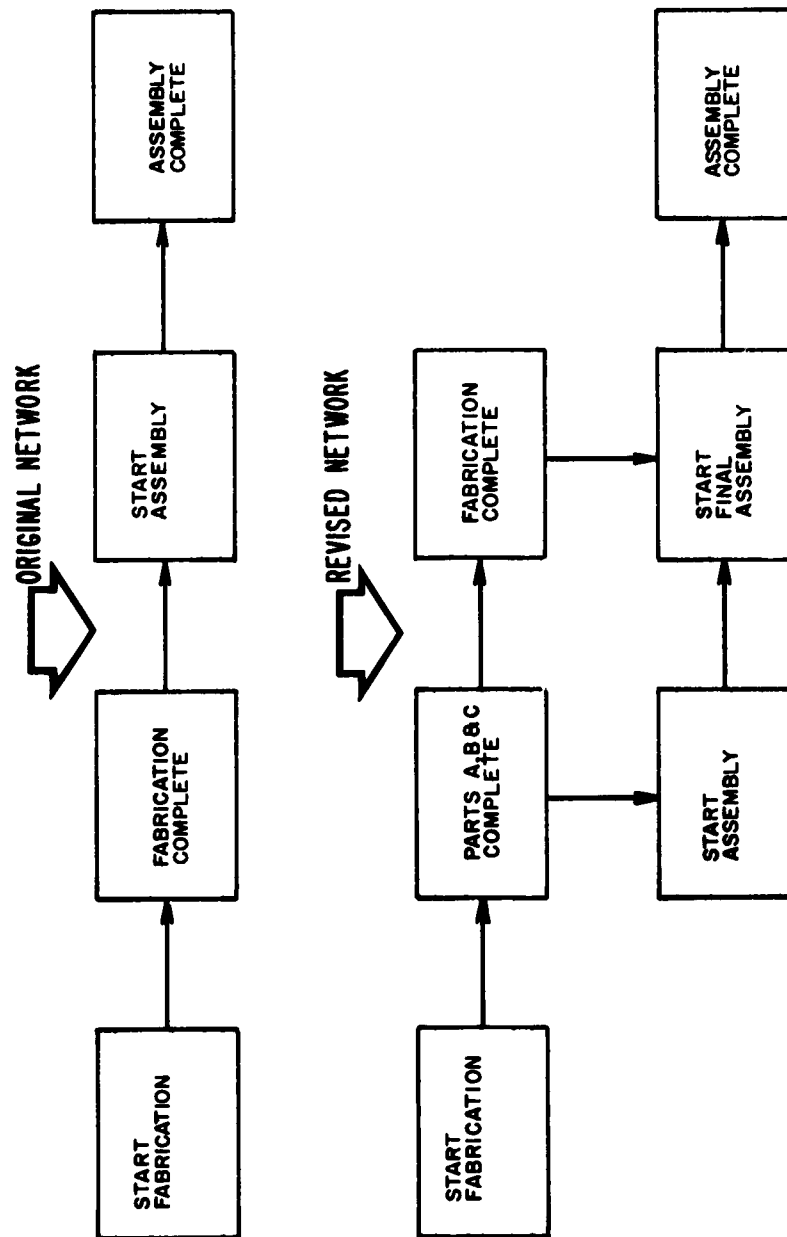 ORIGINAL NETWORK
START
FABRICATION
FABRICATION
COMPLETE
START
ASSEMBLY
ASSEMBLY
COMPLETE
REVISED NETWORK
START
FABRICATION
PARTS A,B&C
COMPLETE
FABRICATION
COMPLETE
START
ASSEMBLY
START
FINAL
ASSEMBLY
ASSEMBLY
COMPLETE